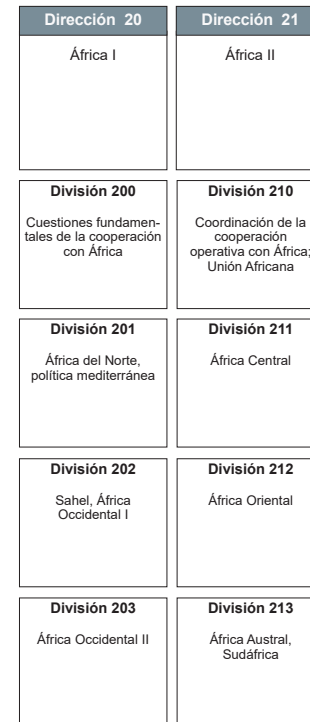 Dirección 20
África I
División 200
Cuestiones fundamen-
tales de la cooperación
con África
División 201
África del Norte,
política mediterránea
División 202
Sahel, África
Occidental I
División 203
África Occidental II
Dirección 21
África II
División 210
Coordinación de la
cooperación
operativa con África;
Unión Africana
División 211
África Central
División 212
África Oriental
División 213
África Austral,
Sudáfrica